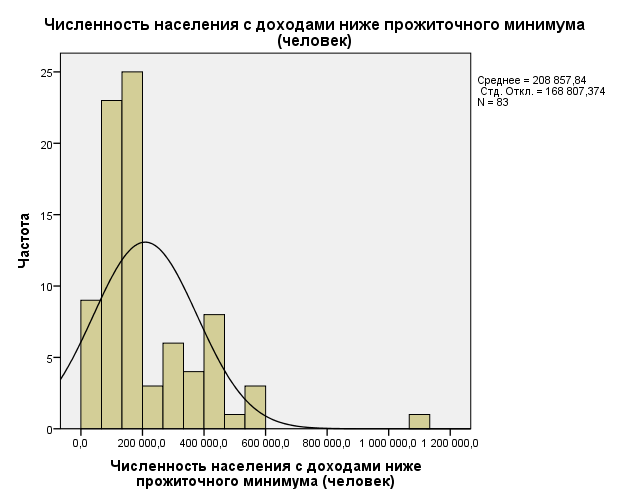 Численность населения с доходами ниже прожиточного минимума
(человек)
Среднее = 208 857,84
Стд. Откл. = 168 807,374
N = 83
25
20
15
10
5
0
Частота
0,0 200 000,0 400 000,0 600 000,0 800 000,0 1 000 000,0 1 200 000,0
Численность населения с доходами ниже
прожиточного минимума (человек)